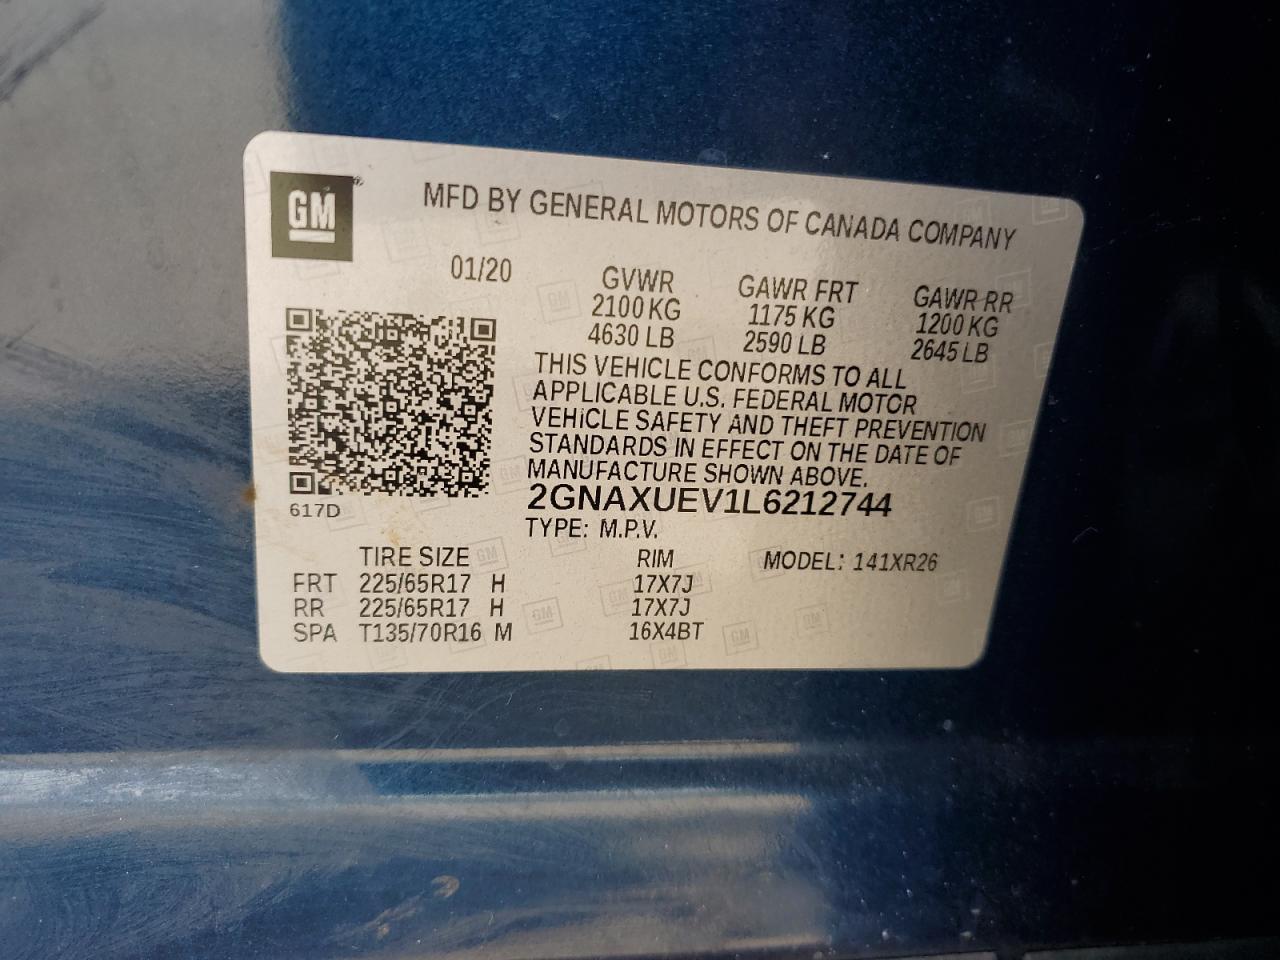 GM
MFD BY GENERAL MOTORS OF CANADA COMPANY
01/20
GVWR GAWR FRT GAWR RR
2100 KG 1175 KG 1200 KG
4630 LB 2590 LB 2645 LB
THIS VEHICLE CONFORMS TO ALL
APPLICABLE U.S. FEDERAL MOTOR
VEHICLE SAFETY AND THEFT PREVENTION
STANDARDS IN EFFECT ON THE DATE OF
MANUFACTURE SHOWN ABOVE.
617D
2GNAXUEV1L6212744
TYPE: M.P.V.
TIRE SIZE RIM MODEL: 141XR26
FRT 225/65R17 H 17X7J
RR 225/65R17 H 17X7J
SPA T135/70R16 M 16X4BT